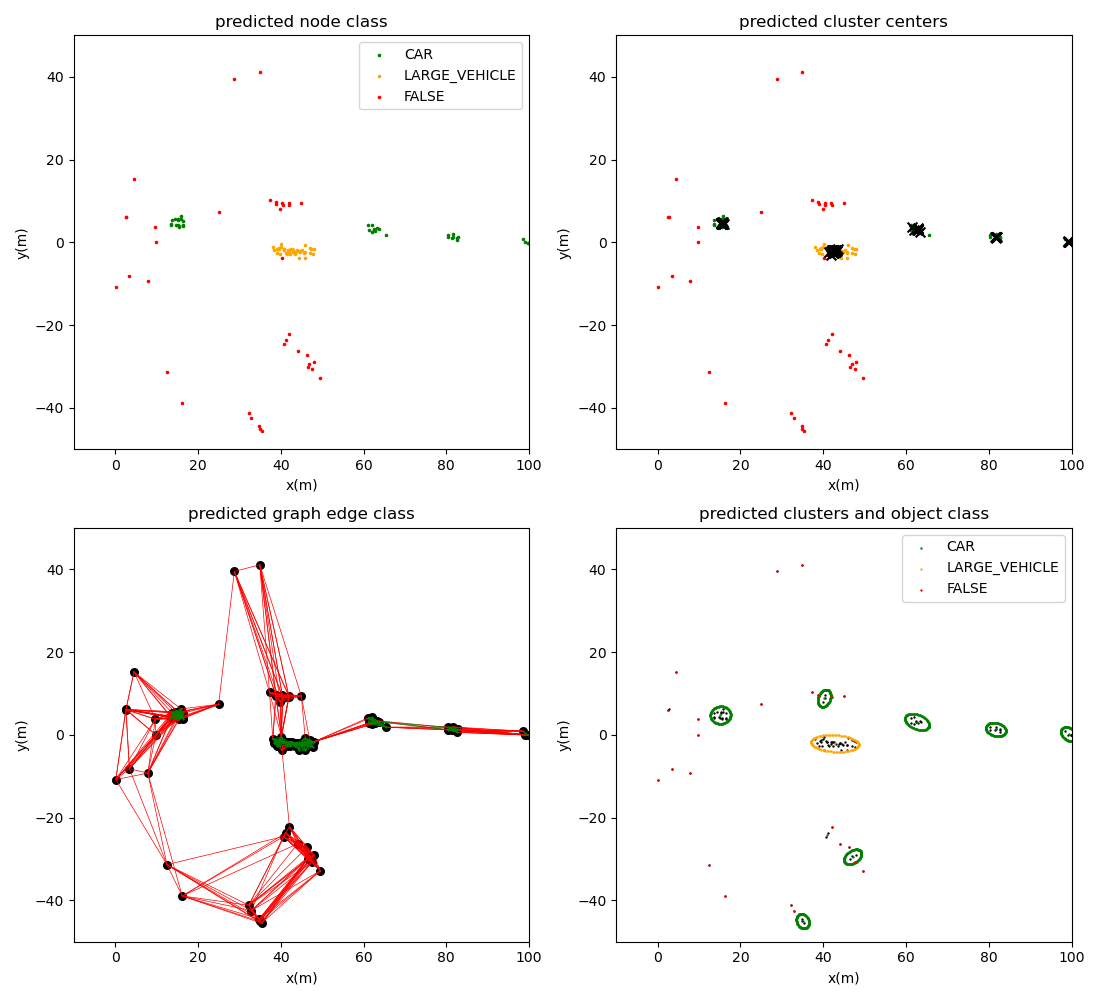 predicted node class
CAR
LARGE_VEHICLE
FALSE
40
20
0
−20
−40
y(m)
0 20 40 60 80 100
x(m)
predicted cluster centers
40
20
0
−20
−40
y(m)
0 20 40 60 80 100
x(m)
predicted graph edge class
40
20
0
−20
−40
y(m)
0 20 40 60 80 100
x(m)
predicted clusters and object class
CAR
LARGE_VEHICLE
FALSE
40
20
0
−20
−40
y(m)
0 20 40 60 80 100
x(m)